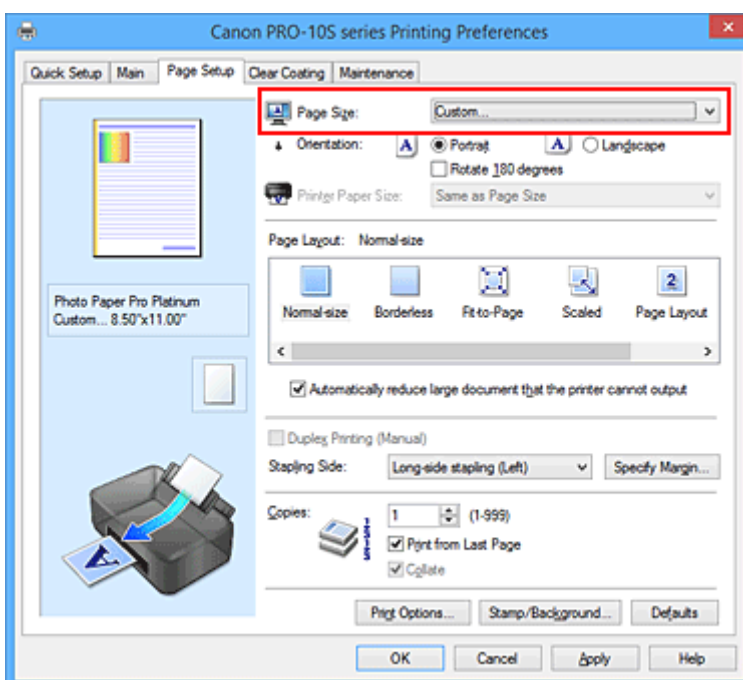 Canon PRO-10S series Printing Preferences
Quick Setup Main Page Setup Clear Coating Maintenance
Page Size: Custom...
Orientation: A Portrait A Landscape
Rotate 180 degrees
Printer Paper Size: Same as Page Size
Page Layout: Normal-size
2
Normal-size Borderless Fit-to-Page Scaled Page Layout
Photo Paper Pro Platinum
Custom... 8.50"x11.00"
Automatically reduce large document that the printer cannot output
Duplex Printing (Manual)
Stapling Side: Long-side stapling (Left) Specify Margin...
Copies: 1 (1-999)
Print from Last Page
Collate
A
Print Options... Stamp/Background... Defaults
OK Cancel Apply Help